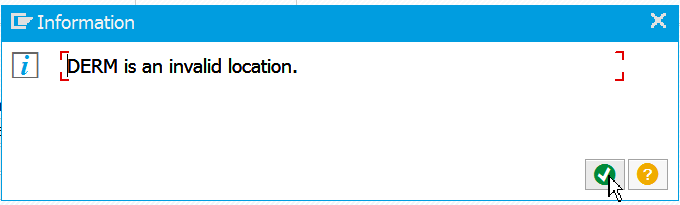 Information
DERM is an invalid location.